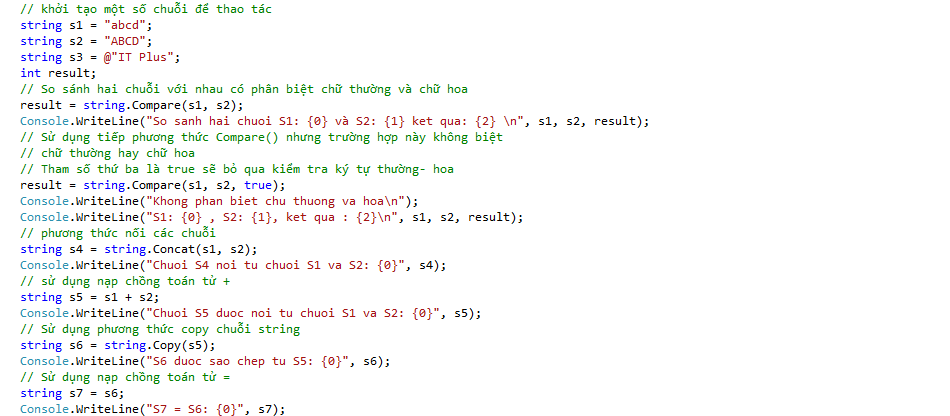 // khởi tạo một số chuỗi để thao tác
string s1 = "abcd";
string s2 = "ABCD";
string s3 = @"IT Plus";
int result;
// So sánh hai chuỗi với nhau có phân biệt chữ thường và chữ hoa
result = string.Compare(s1, s2);
Console.WriteLine("So sanh hai chuoi S1: {0} và S2: {1} ket qua: {2} \n", s1, s2, result);
// Sử dụng tiếp phương thức Compare() nhưng trường hợp này không biệt
// chữ thường hay chữ hoa
// Tham số thứ ba là true sẽ bỏ qua kiểm tra ký tự thường- hoa
result = string.Compare(s1, s2, true);
Console.WriteLine("Khong phan biet chu thuong va hoa\n");
Console.WriteLine("S1: {0} , S2: {1}, ket qua : {2}\n", s1, s2, result);
// phương thức nối các chuỗi
string s4 = string.Concat(s1, s2);
Console.WriteLine("Chuoi S4 noi tu chuoi S1 va S2: {0}", s4);
// sử dụng nạp chồng toán tử +
string s5 = s1 + s2;
Console.WriteLine("Chuoi S5 duoc noi tu chuoi S1 va S2: {0}", s5);
// Sử dụng phương thức copy chuỗi string
string s6 = string.Copy(s5);
Console.WriteLine("S6 duoc sao chep tu S5: {0}", s6);
// Sử dụng nạp chồng toán tử =
string s7 = s6;
Console.WriteLine("S7 = S6: {0}", s7);